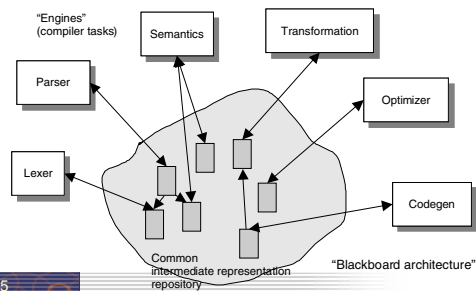 “Engines”
(compiler tasks)
Semantics
Transformation
Parser
Optimizer
Lexer
Codegen
Common
intermediate representation
repository
“Blackboard architecture”
5